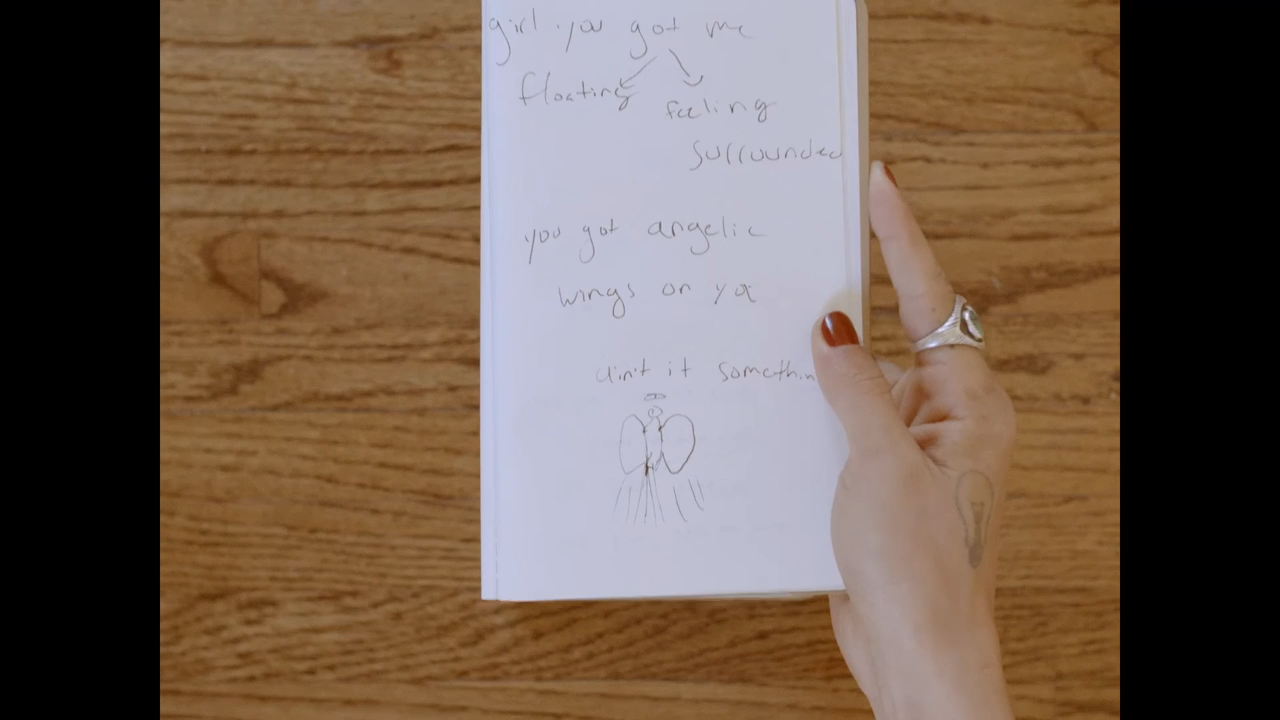 girl you got me
floating feeling
surrounded
you got angelic
wings on ya
ain't it somethin